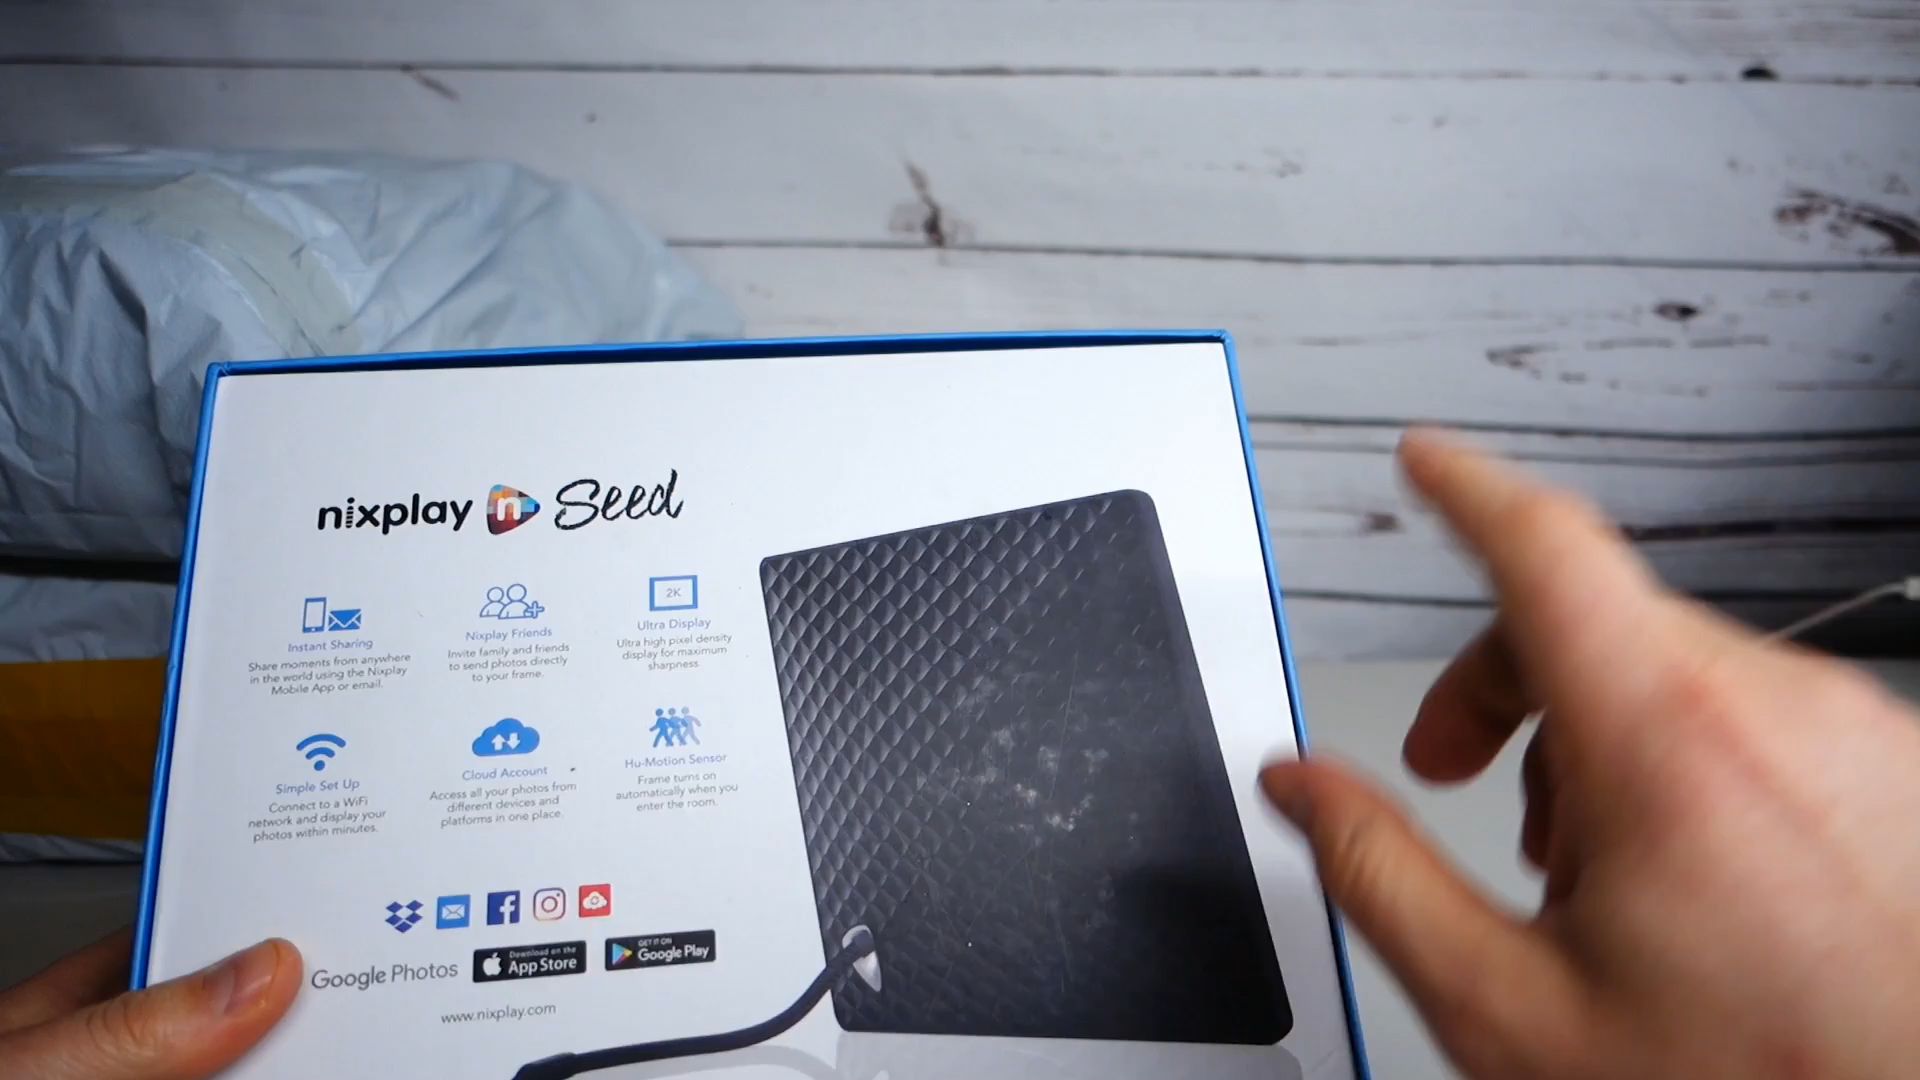 nixplay n Seed
Instant Sharing
Share moments from anywhere
in the world using the Nixplay
Mobile App or email.
Nixplay Friends
Invite family and friends
to send photos directly
to your frame.
2K
Ultra Display
Ultra high pixel density
display for maximum
sharpness.
Simple Set Up
Connect to a WiFi
network and display your
photos within minutes.
Cloud Account
Access all your photos from
different devices and
platforms in one place.
Hu-Motion Sensor
Frame turns on
automatically when you
enter the room.
Google Photos
Download on the
App Store
GET IT ON
Google Play
www.nixplay.com